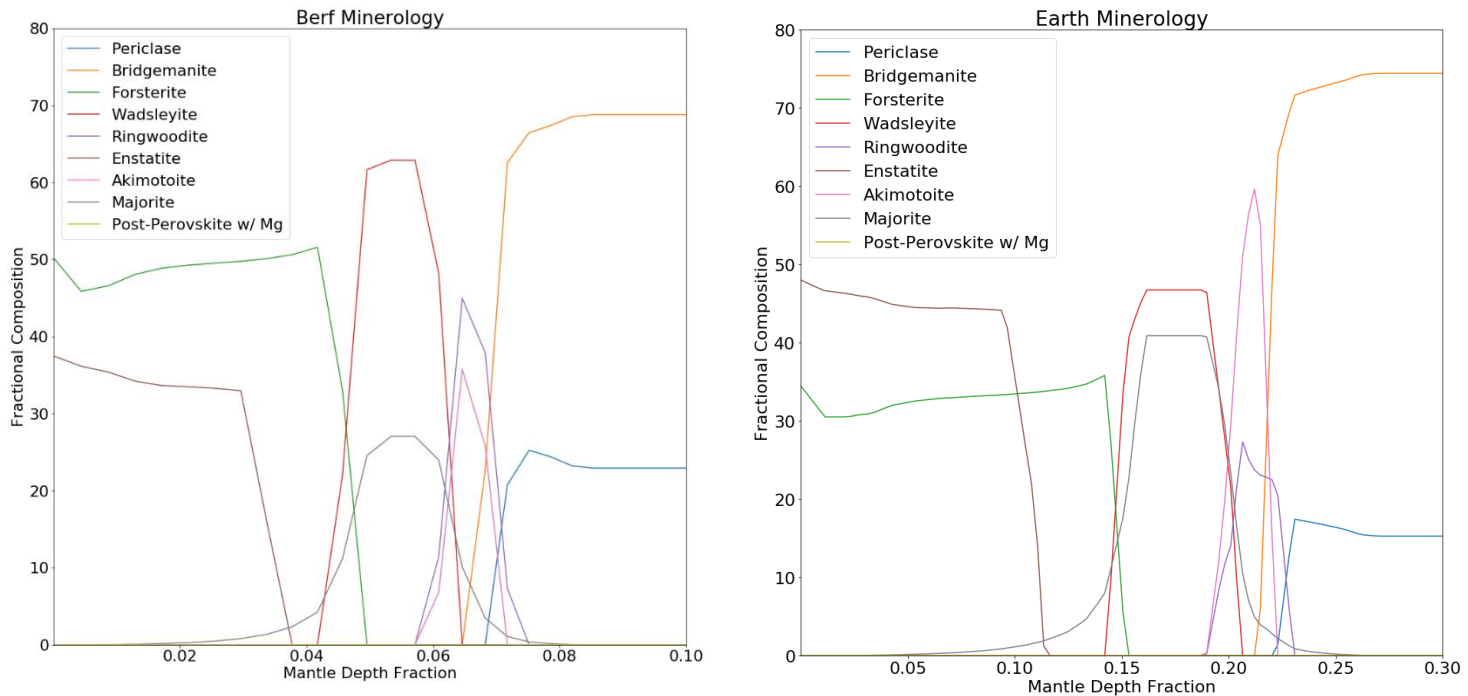 Berf Minerology
80
70
60
50
40
30
20
10
0
Fractional Composition
Periclase
Bridgemanite
Forsterite
Wadsleyite
Ringwoodite
Enstatite
Akimotoite
Majorite
Post-Perovskite w/ Mg
0.02 0.04 0.06 0.08 0.10
Mantle Depth Fraction
Earth Minerology
80
70
60
50
40
30
20
10
0
Fractional Composition
Periclase
Bridgemanite
Forsterite
Wadsleyite
Ringwoodite
Enstatite
Akimotoite
Majorite
Post-Perovskite w/ Mg
0.05 0.10 0.15 0.20 0.25 0.30
Mantle Depth Fraction